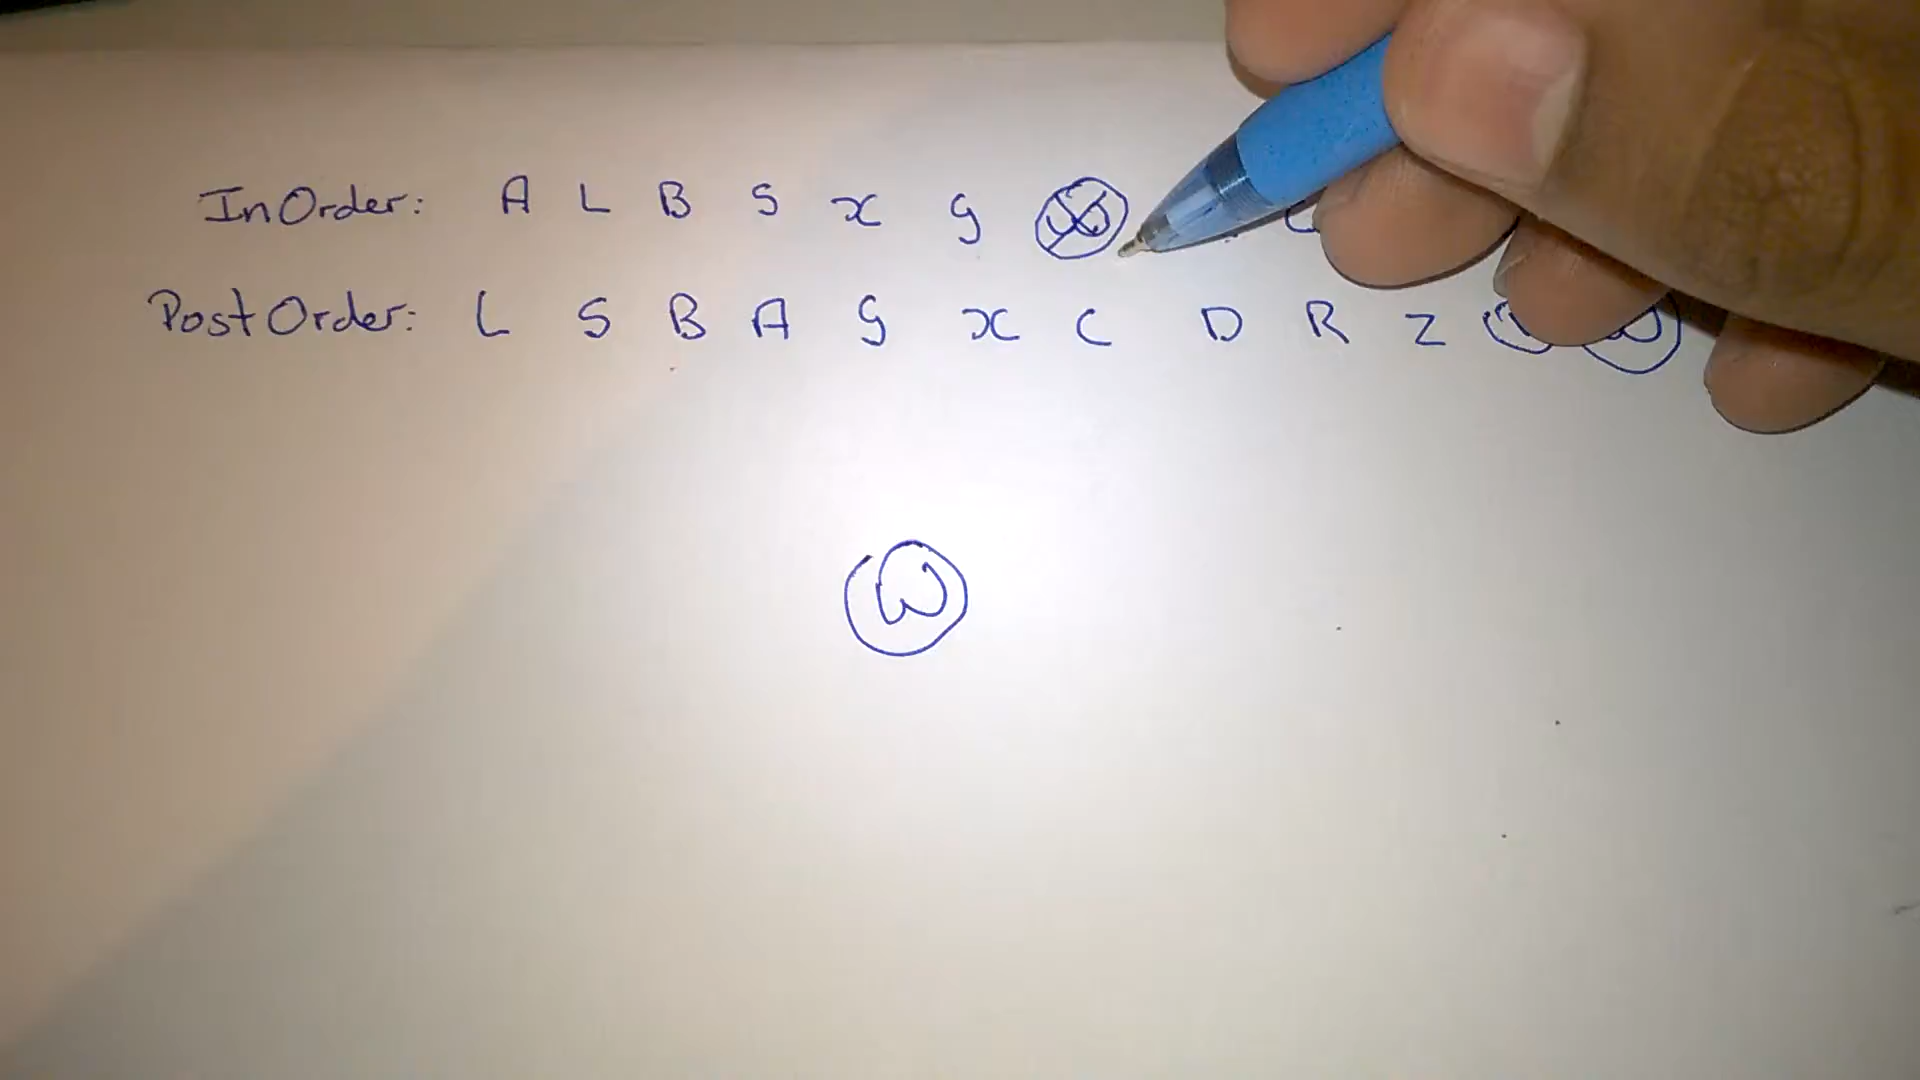 InOrder: A L B S x g W
PostOrder: L S B A g x C D R Z W
W